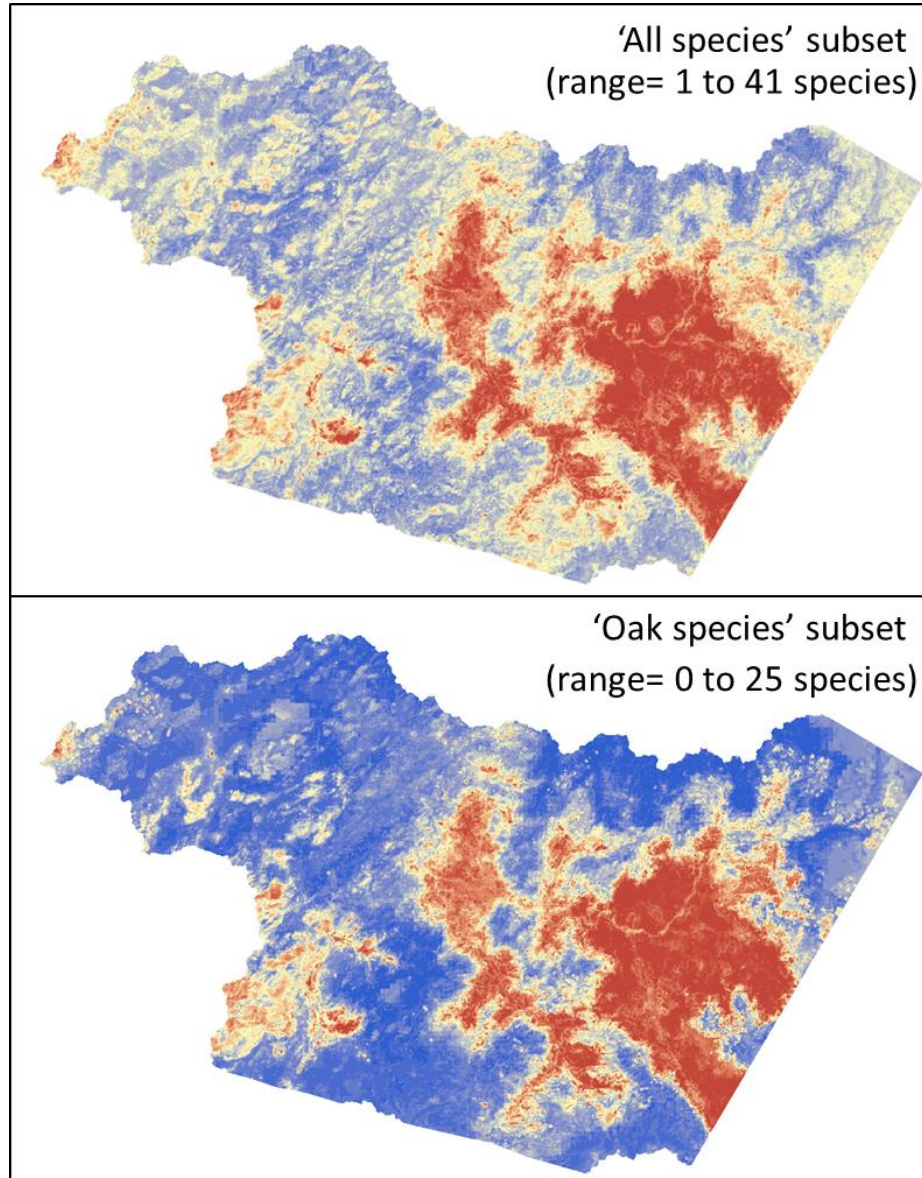 ‘All species’ subset
(range= 1 to 41 species)
‘Oak species’ subset
(range= 0 to 25 species)